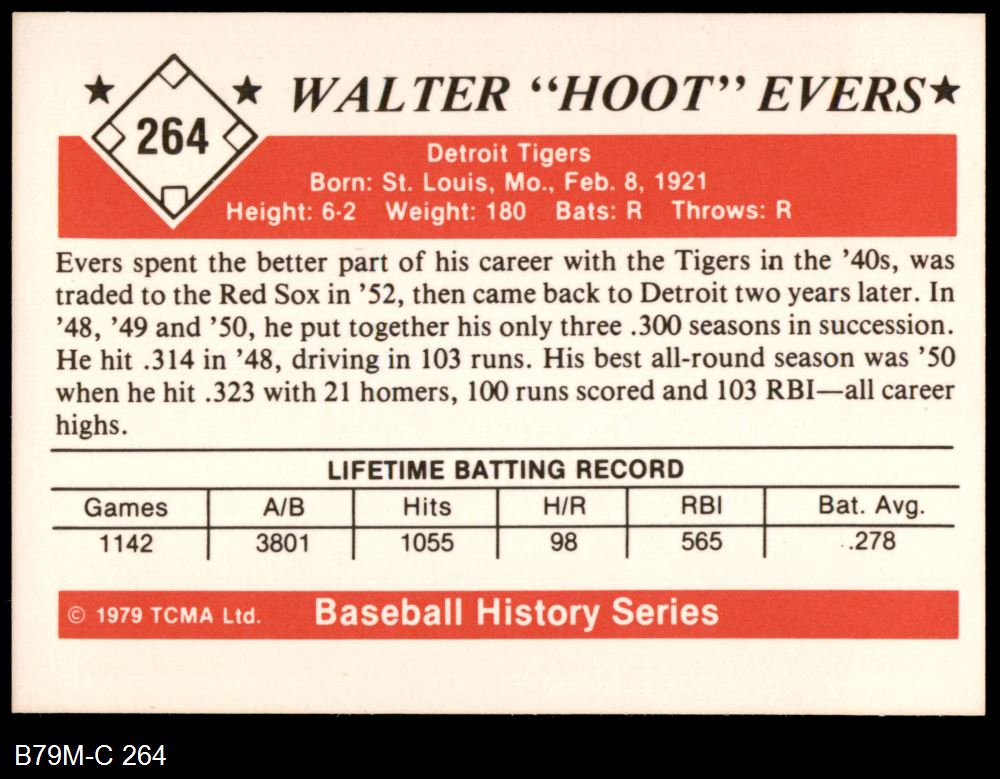 264
WALTER “HOOT” EVERS
Detroit Tigers
Born: St. Louis, Mo., Feb. 8, 1921
Height: 6-2 Weight: 180 Bats: R Throws: R
Evers spent the better part of his career with the Tigers in the ’40s, was
traded to the Red Sox in ’52, then came back to Detroit two years later. In
’48, ’49 and ’50, he put together his only three .300 seasons in succession.
He hit .314 in ’48, driving in 103 runs. His best all-round season was ’50
when he hit .323 with 21 homers, 100 runs scored and 103 RBI—all career
highs.
LIFETIME BATTING RECORD
Games A/B Hits H/R RBI Bat. Avg.
1142 3801 1055 98 565 .278
© 1979 TCMA Ltd. Baseball History Series
B79M-C 264